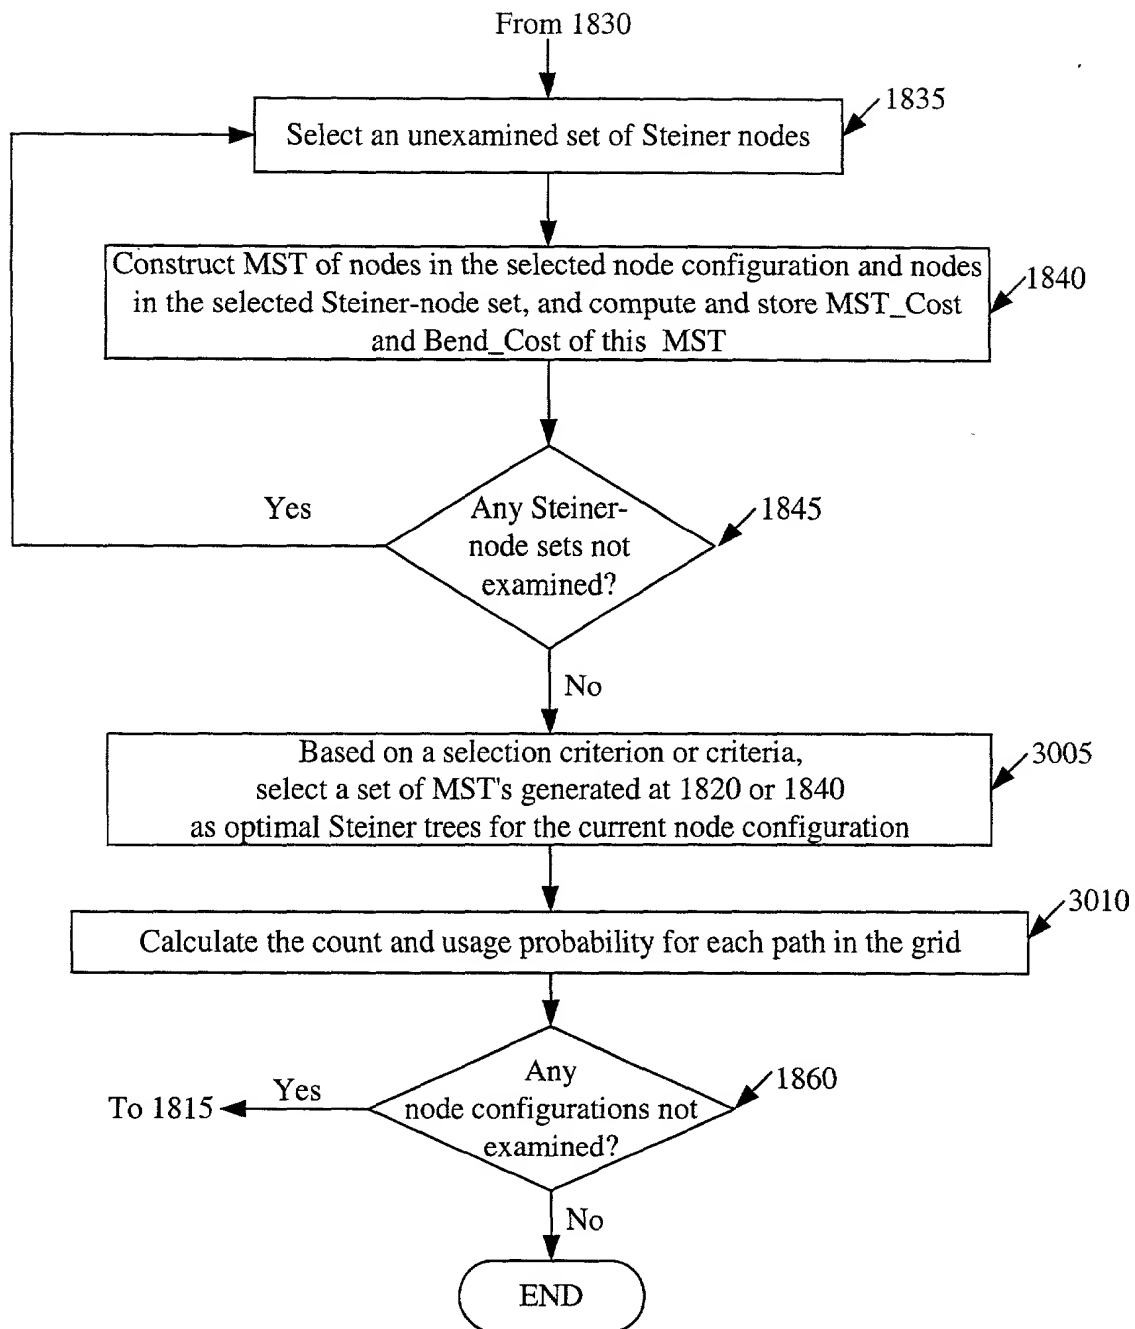 From 1830
1835
Select an unexamined set of Steiner nodes
Construct MST of nodes in the selected node configuration and nodes
in the selected Steiner-node set, and compute and store MST_Cost
and Bend_Cost of this MST
1840
Yes
Any Steiner-
node sets not
examined?
1845
No
Based on a selection criterion or criteria,
select a set of MST's generated at 1820 or 1840
as optimal Steiner trees for the current node configuration
3005
3010
Calculate the count and usage probability for each path in the grid
To 1815
Yes
Any
node configurations not
examined?
1860
No
END